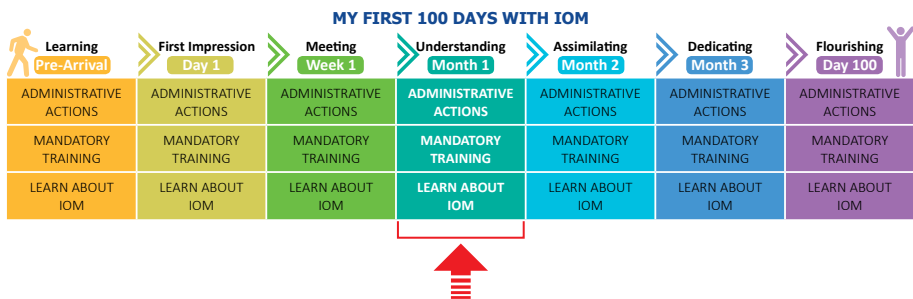 MY FIRST 100 DAYS WITH IOM
Learning
Pre-Arrival
First Impression
Day 1
Meeting
Week 1
Understanding
Month 1
Assimilating
Month 2
Dedicating
Month 3
Flourishing
Day 100
ADMINISTRATIVE
ACTIONS
ADMINISTRATIVE
ACTIONS
ADMINISTRATIVE
ACTIONS
ADMINISTRATIVE
ACTIONS
ADMINISTRATIVE
ACTIONS
ADMINISTRATIVE
ACTIONS
ADMINISTRATIVE
ACTIONS
MANDATORY
TRAINING
MANDATORY
TRAINING
MANDATORY
TRAINING
MANDATORY
TRAINING
MANDATORY
TRAINING
MANDATORY
TRAINING
MANDATORY
TRAINING
LEARN ABOUT
IOM
LEARN ABOUT
IOM
LEARN ABOUT
IOM
LEARN ABOUT
IOM
LEARN ABOUT
IOM
LEARN ABOUT
IOM
LEARN ABOUT
IOM